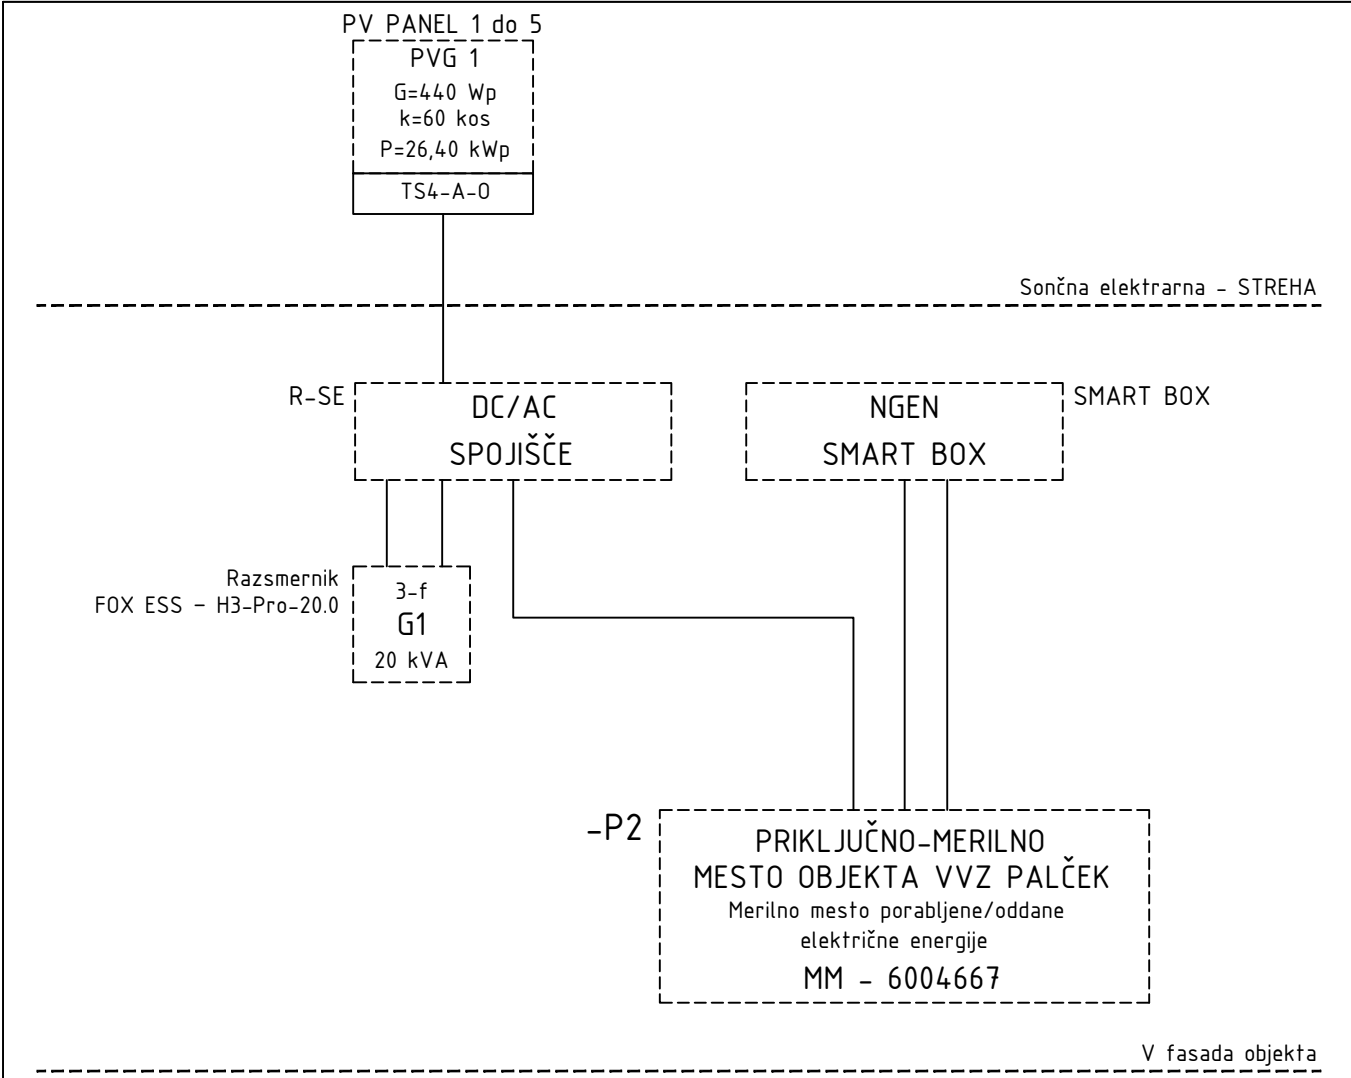 PV PANEL 1 do 5
PVG 1
G=440 Wp
k=60 kos
P=26,40 kWp
TS4-A-O
Sončna elektrarna - STREHA
R-SE
DC/AC
SPOJIŠČE
NGEN
SMART BOX
SMART BOX
Razsmernik
FOX ESS - H3-Pro-20.0
3-f
G1
20 kVA
-P2
PRIKLJUČNO-MERILNO
MESTO OBJEKTA VVZ PALČEK
Merilno mesto porabljene/oddane
električne energije
MM - 6004667
V fasada objekta